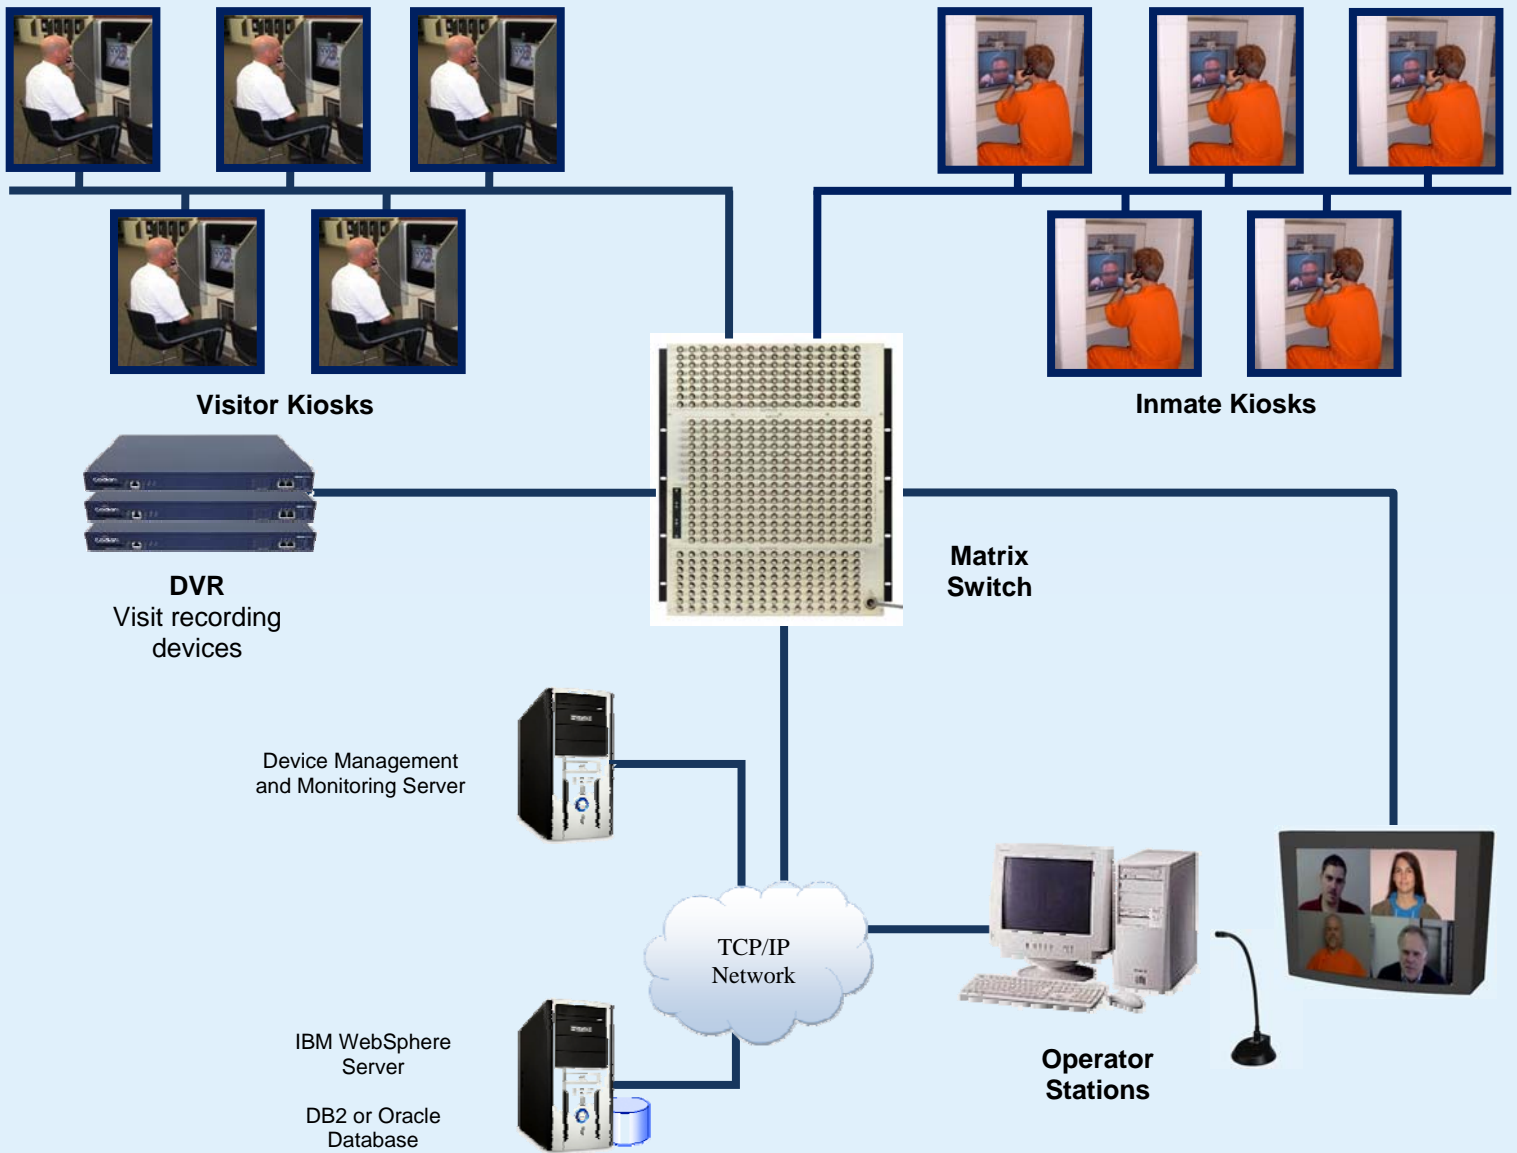 Visitor Kiosks
Inmate Kiosks
DVR
Visit recording
devices
Matrix
Switch
Device Management
and Monitoring Server
TCP/IP
Network
IBM WebSphere
Server
DB2 or Oracle
Database
Operator
Stations